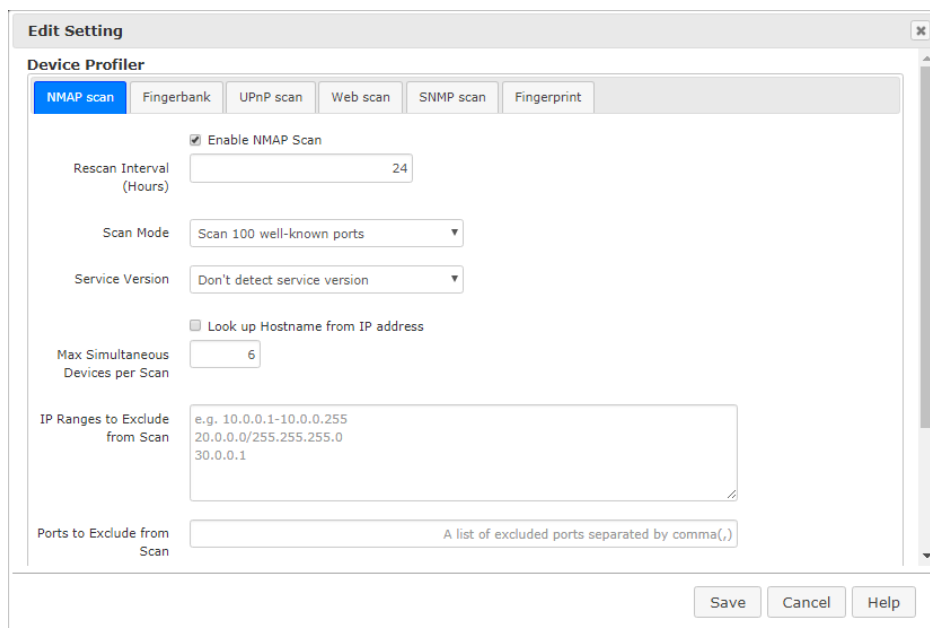 Edit Setting
Device Profiler
NMAP scan
Fingerbank
UPnP scan
Web scan
SNMP scan
Fingerprint
Enable NMAP Scan
Rescan Interval
(Hours)
24
Scan Mode
Scan 100 well-known ports
Service Version
Don't detect service version
Look up Hostname from IP address
Max Simultaneous
Devices per Scan
6
IP Ranges to Exclude
from Scan
e.g. 10.0.0.1-10.0.0.255
20.0.0.0/255.255.255.0
30.0.0.1
Ports to Exclude from
Scan
A list of excluded ports separated by comma(,)
Save
Cancel
Help